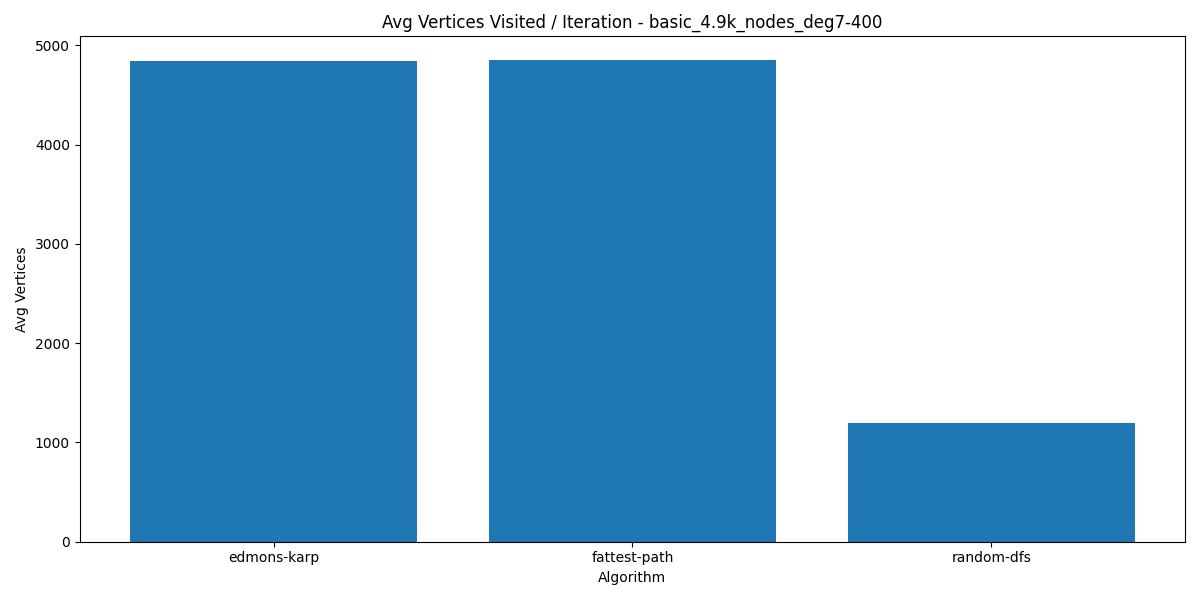 Avg Vertices Visited / Iteration - basic_4.9k_nodes_deg7-400
5000
4000
3000
2000
1000
0
Avg Vertices
edmons-karp
fattest-path
random-dfs
Algorithm